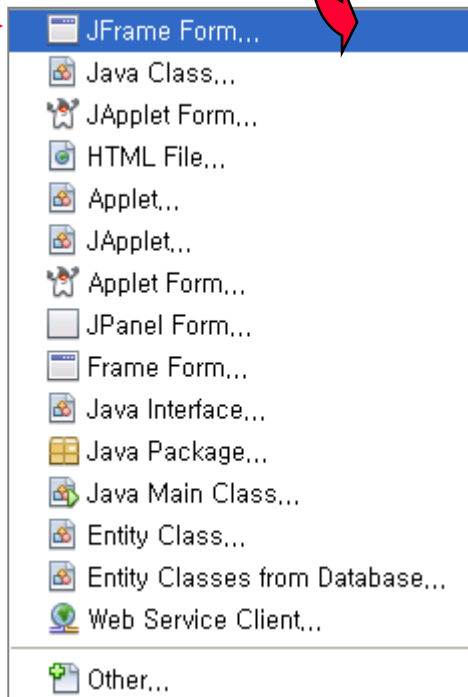 JFrame Form...
Java Class...
JApplet Form...
HTML File...
Applet...
JApplet...
Applet Form...
JPanel Form...
Frame Form...
Java Interface...
Java Package...
Java Main Class...
Entity Class...
Entity Classes from Database...
Web Service Client...
Other...